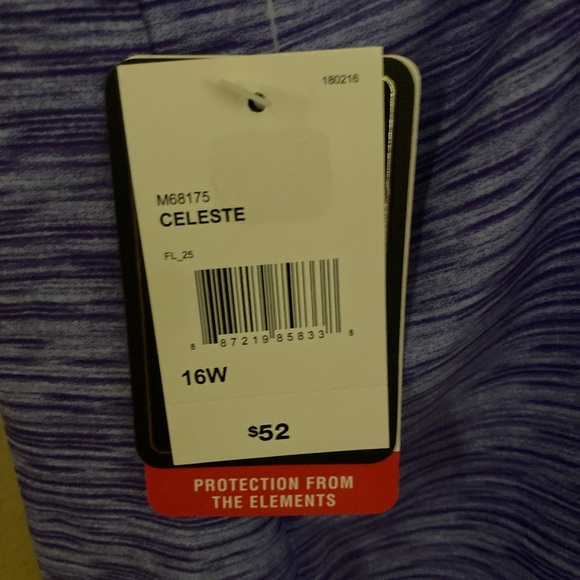 180216
M68175
CELESTE
FL_25
8 87219 85833 8
16W
$52
PROTECTION FROM
THE ELEMENTS